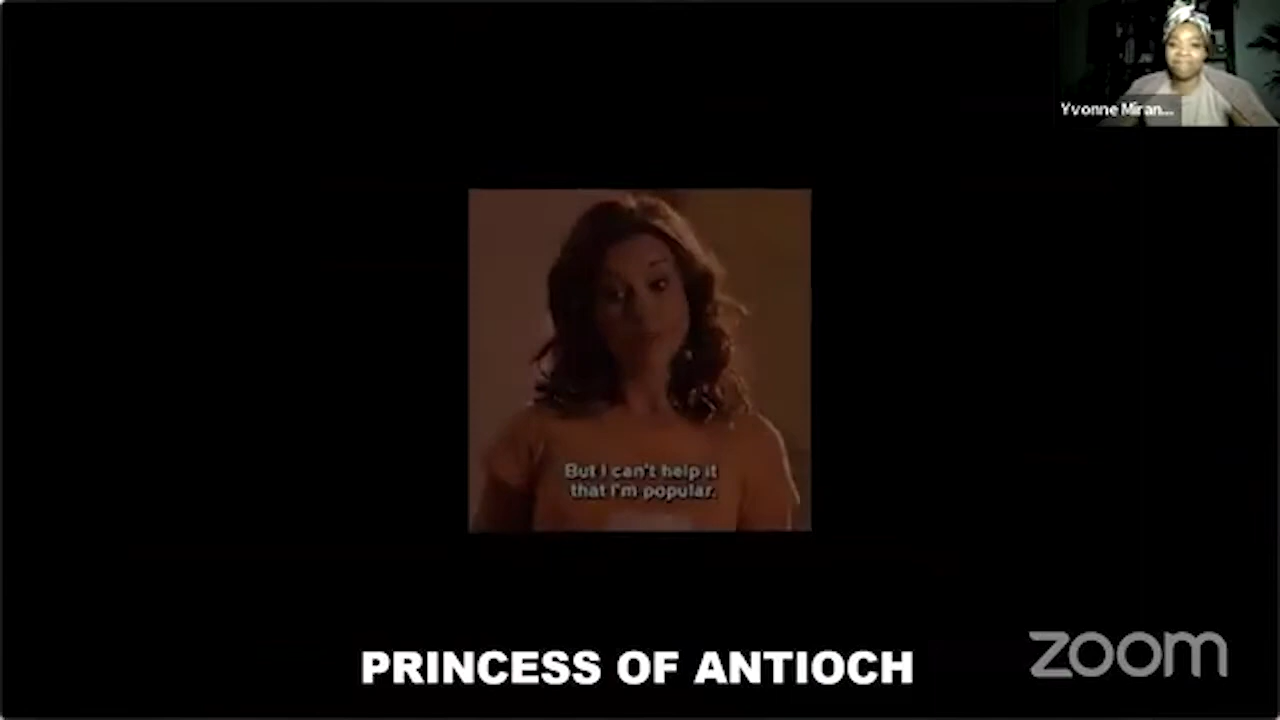 Yvonne Miran...
But I can't help it
that I'm popular.
PRINCESS OF ANTIOCH
zoom